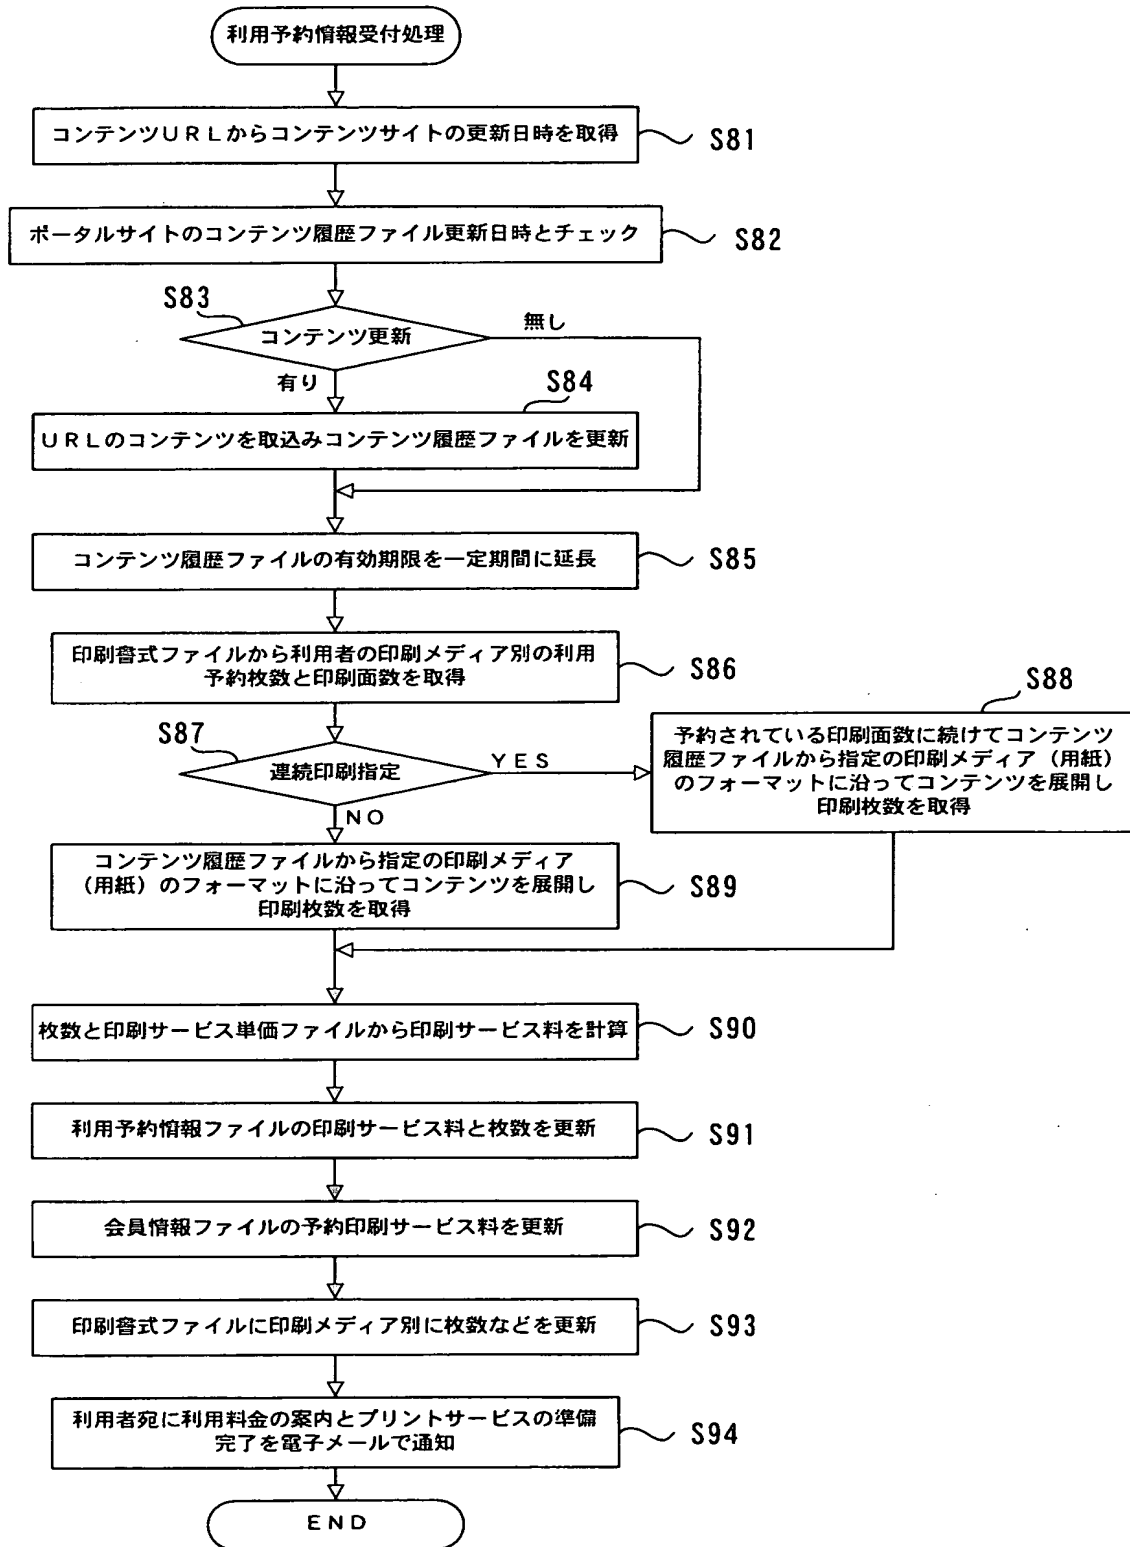 利用予約情報受付処理
コンテンツURLからコンテンツサイトの更新日時を取得
S81
ポータルサイトのコンテンツ履歴ファイル更新日時とチェック
S82
S83
コンテンツ更新
無し
有り
S84
URLのコンテンツを取込みコンテンツ履歴ファイルを更新
コンテンツ履歴ファイルの有効期限を一定期間に延長
S85
印刷書式ファイルから利用者の印刷メディア別の利用
予約枚数と印刷面数を取得
S86
S87
連続印刷指定
YES
NO
S88
予約されている印刷面数に続けてコンテンツ
履歴ファイルから指定の印刷メディア(用紙)
のフォーマットに沿ってコンテンツを展開し
印刷枚数を取得
コンテンツ履歴ファイルから指定の印刷メディア
(用紙)のフォーマットに沿ってコンテンツを展開し
印刷枚数を取得
S89
枚数と印刷サービス単価ファイルから印刷サービス料を計算
S90
利用予約情報ファイルの印刷サービス料と枚数を更新
S91
会員情報ファイルの予約印刷サービス料を更新
S92
印刷書式ファイルに印刷メディア別に枚数などを更新
S93
利用者宛に利用料金の案内とプリントサービスの準備
完了を電子メールで通知
S94
END